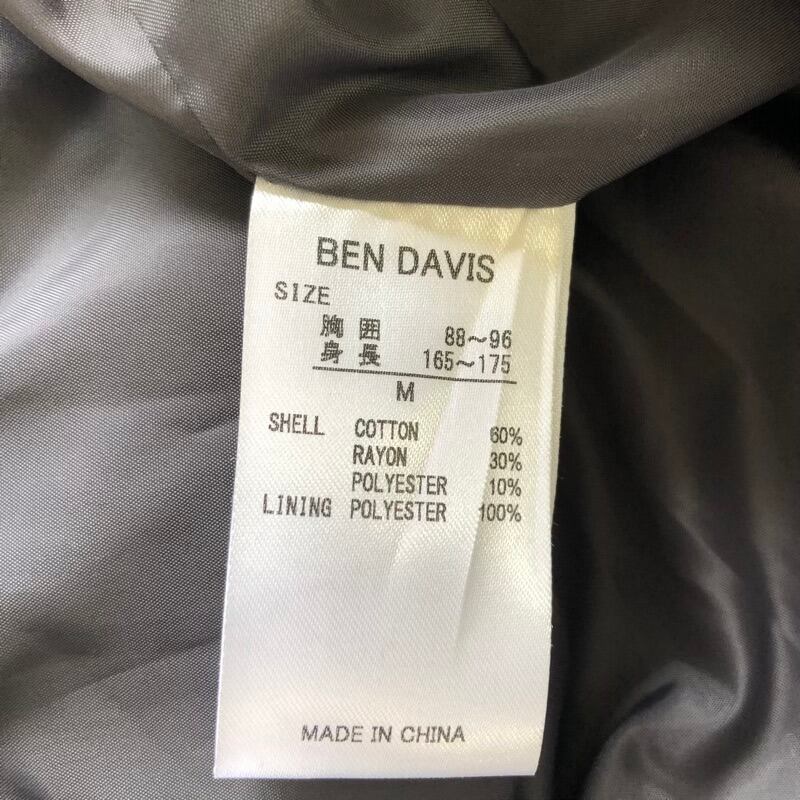 BEN DAVIS
SIZE
胸囲 88～96
身長 165～175
M
SHELL COTTON 60%
RAYON 30%
POLYESTER 10%
LINING POLYESTER 100%
MADE IN CHINA